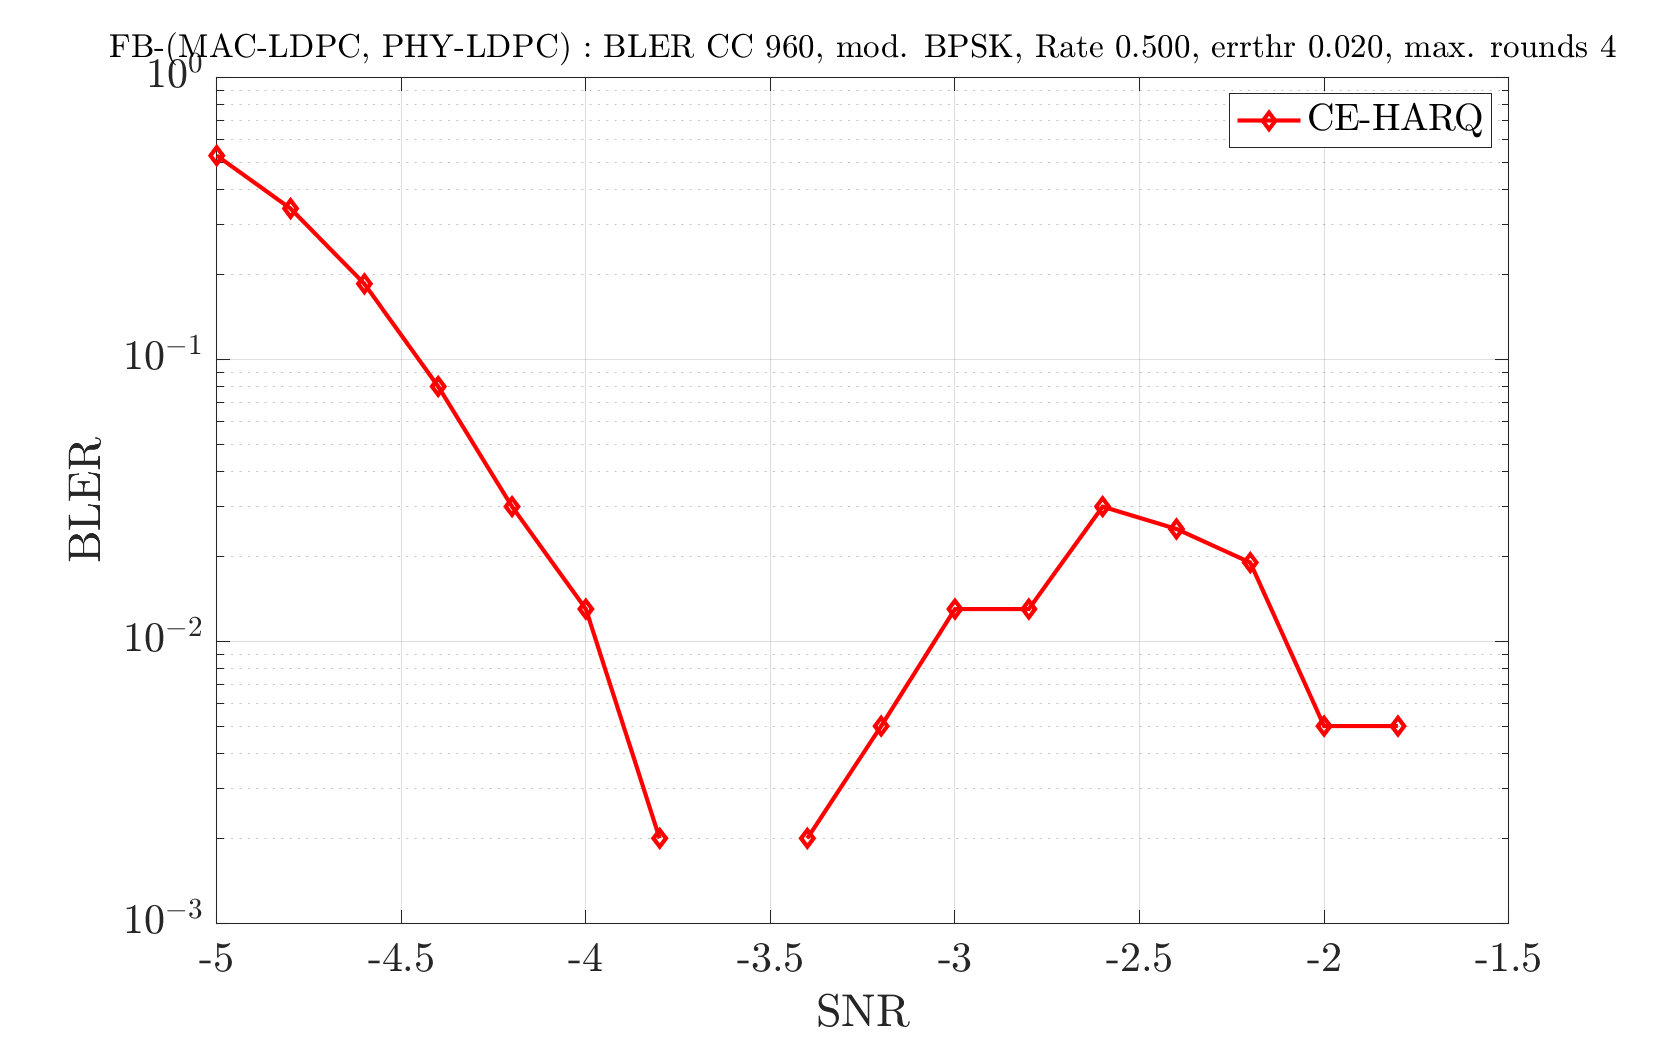 FB-(MAC-LDPC, PHY-LDPC) : BLER CC 960, mod. BPSK, Rate 0.500, errthr 0.020, max. rounds 4
CE-HARQ
BLER
10^0
10^−1
10^−2
10^−3
-5 -4.5 -4 -3.5 -3 -2.5 -2 -1.5
SNR